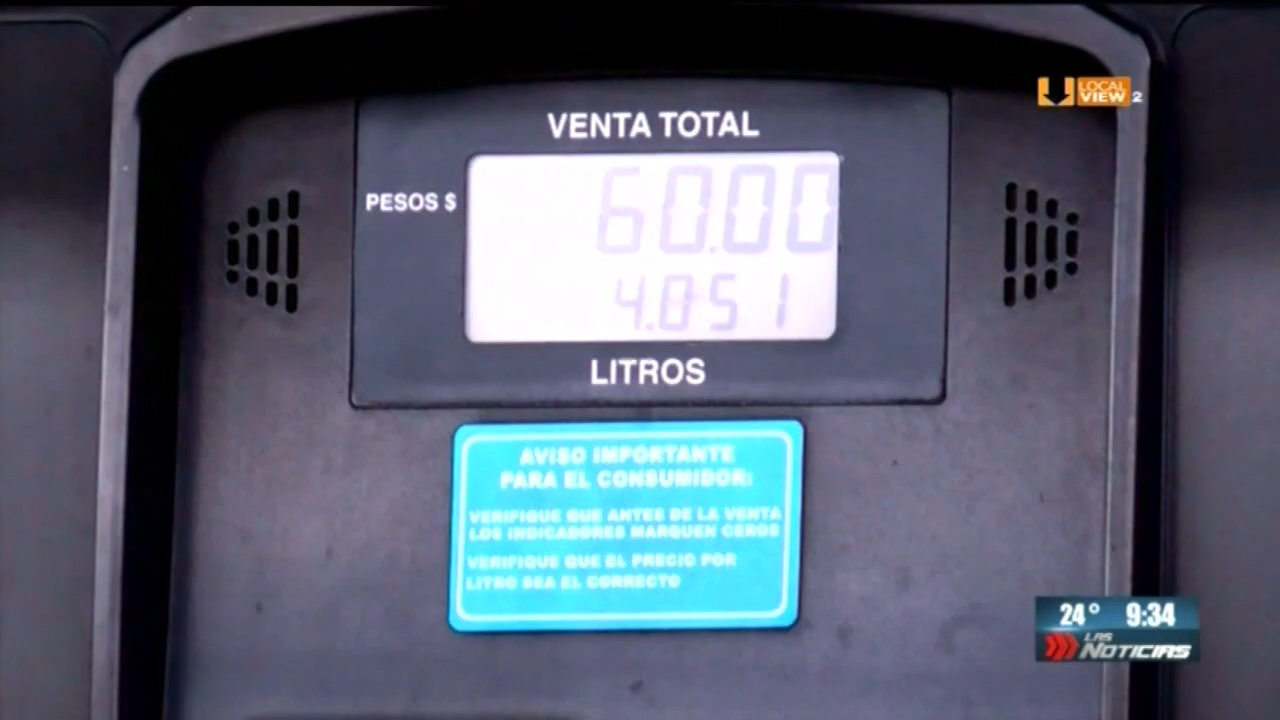 LOCAL
VIEW 2
VENTA TOTAL
PESOS $
60.00
4.051
LITROS
AVISO IMPORTANTE
PARA EL CONSUMIDOR:
VERIFIQUE QUE ANTES DE LA VENTA
LOS INDICADORES MARQUEN CEROS
VERIFIQUE QUE EL PRECIO POR
LITRO SEA EL CORRECTO
24° 9:34
LAS
NOTICIAS